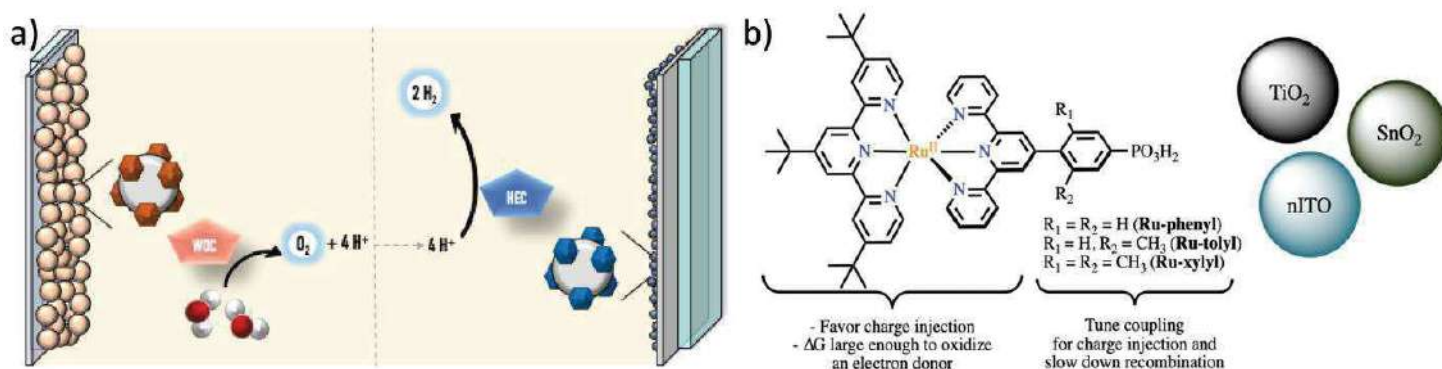 a)
2 H₂
HEC
WOC
O₂ + 4 H⁺
4 H⁺
b)
N
N
N
Ru^II
N
N
N
R₁
R₂
PO₃H₂
R₁ = R₂ = H (Ru-phenyl)
R₁ = H, R₂ = CH₃ (Ru-tolyl)
R₁ = R₂ = CH₃ (Ru-xylyl)
- Favor charge injection
- ΔG large enough to oxidize
an electron donor
Tune coupling
for charge injection and
slow down recombination
TiO₂
SnO₂
nITO